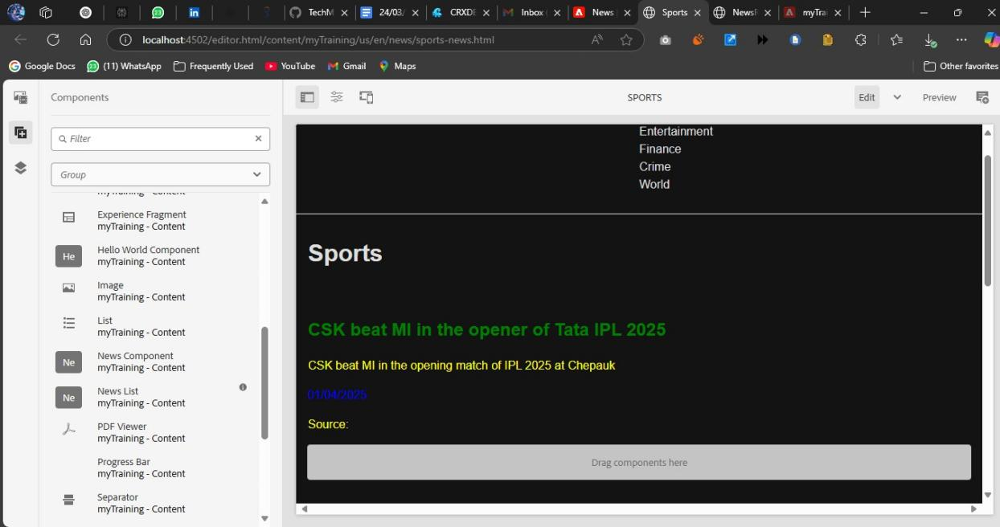 TechM
24/03/
CRXDE
Inbox (
News |
Sports
NewsF
myTrai
localhost:4502/editor.html/content/myTraining/us/en/news/sports-news.html
Google Docs
(11) WhatsApp
Frequently Used
YouTube
Gmail
Maps
Other favorites
Components
SPORTS
Edit
Preview
Filter
Group
myTraining - Content
Experience Fragment
myTraining - Content
He
Hello World Component
myTraining - Content
Image
myTraining - Content
List
myTraining - Content
Ne
News Component
myTraining - Content
Ne
News List
myTraining - Content
PDF Viewer
myTraining - Content
Progress Bar
myTraining - Content
Separator
myTraining - Content
Entertainment
Finance
Crime
World
Sports
CSK beat MI in the opener of Tata IPL 2025
CSK beat MI in the opening match of IPL 2025 at Chepauk
01/04/2025
Source:
Drag components here